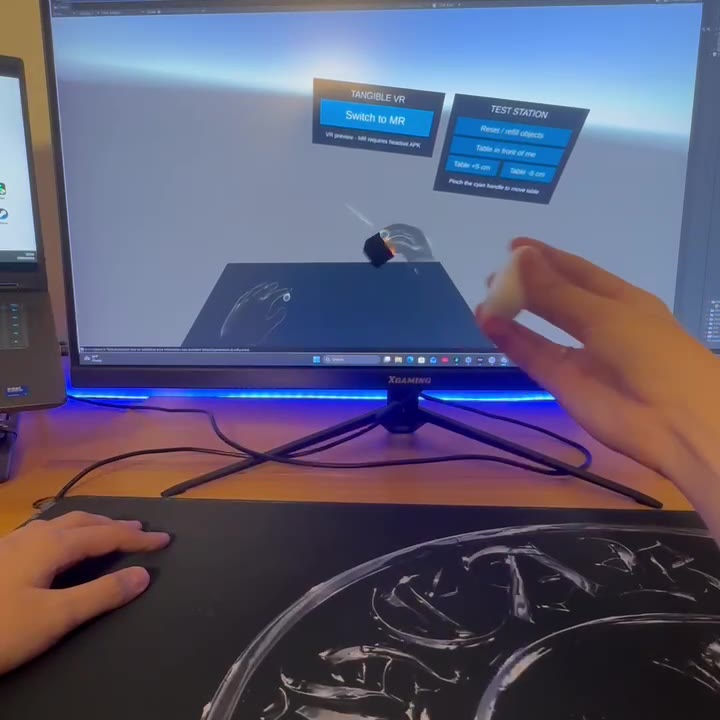 TANGIBLE VR
Switch to MR
VR preview - MR requires headset APK
TEST STATION
Reset / refill objects
Table in front of me
Table +5 cm
Table -5 cm
Pinch the cyan handle to move table
XGAMING